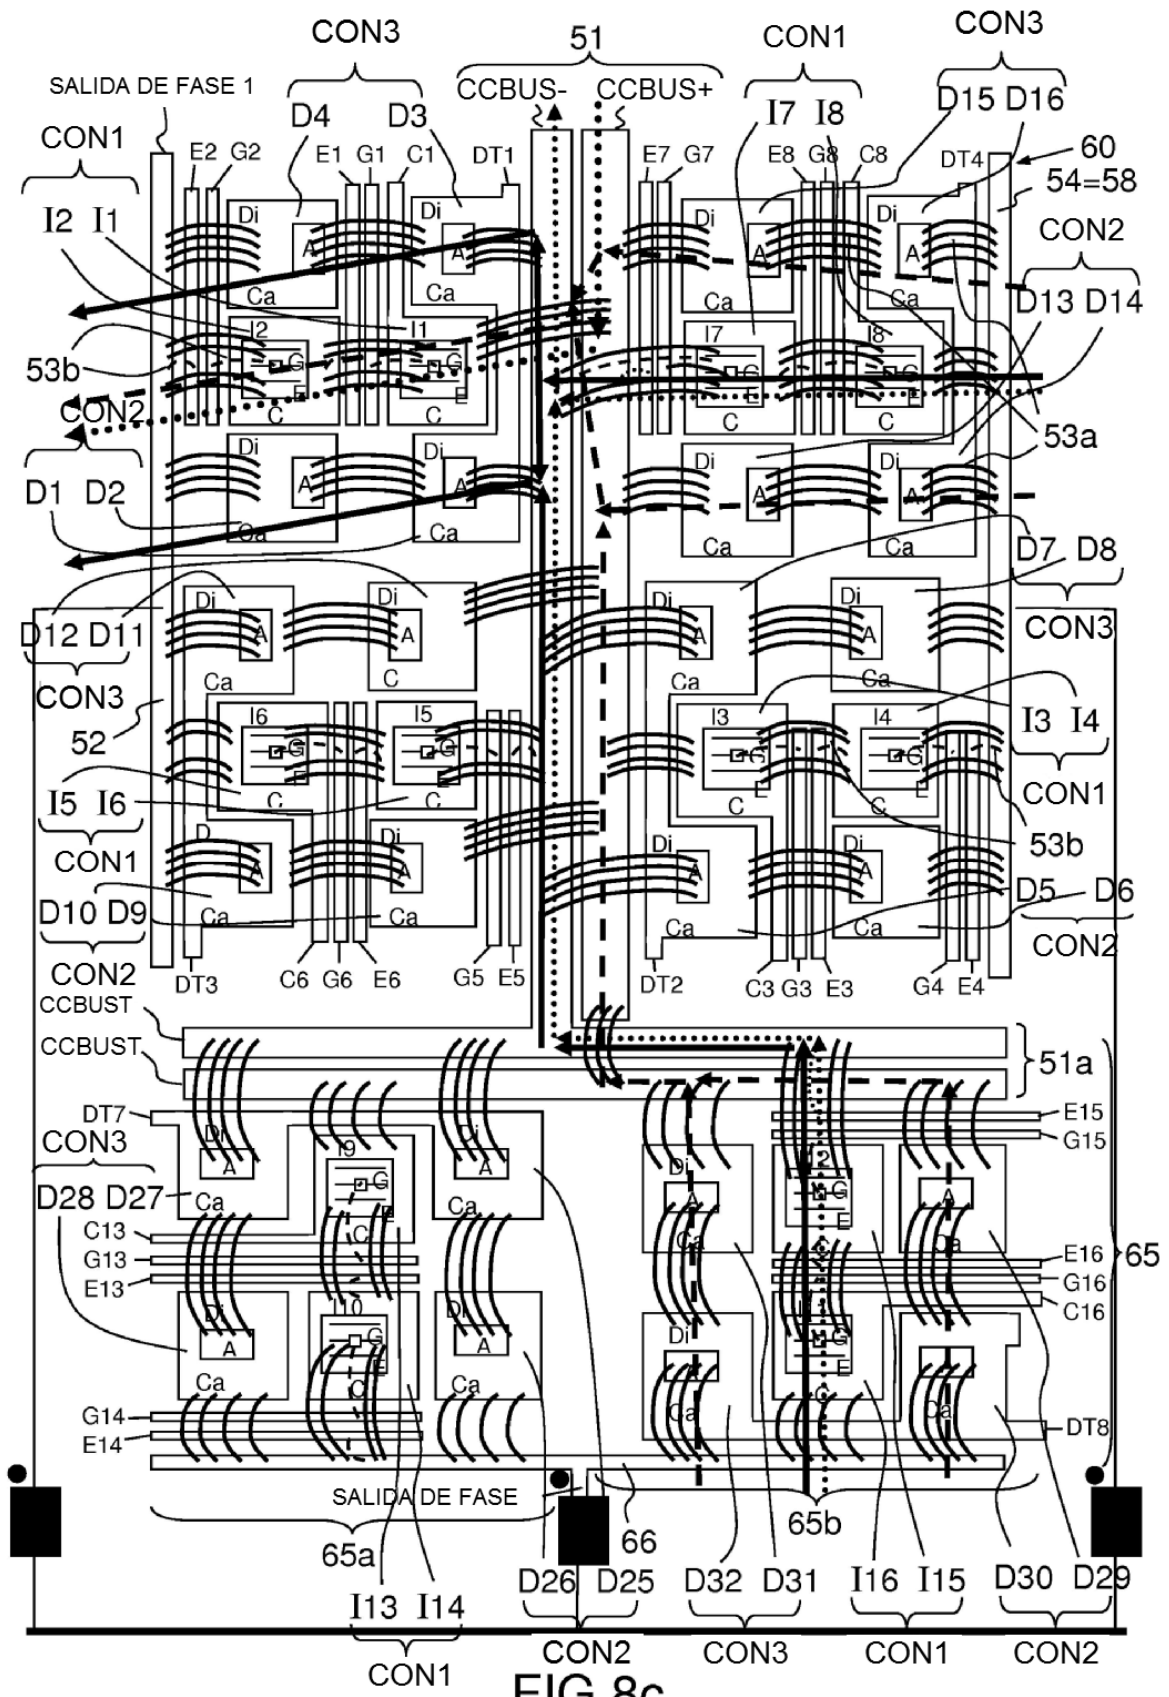 CON3
51
CON1
CON3
SALIDA DE FASE 1
CCBUS-
CCBUS+
CON1
D4
D3
I7
I8
D15 D16
E2
G2
E1
G1
C1
DT1
E7
G7
E8
G8
C8
DT4
60
54=58
I2
I1
Di
Di
Di
Di
CON2
A
A
A
A
Ca
Ca
Ca
Ca
D13 D14
I2
I1
I7
I8
53b
G
G
G
G
E
E
E
CON2
C
C
C
C
53a
Di
Di
Di
Di
D1
D2
A
A
A
A
Ca
Ca
Ca
Ca
D7
D8
D12 D11
Di
Di
Di
Di
A
A
A
A
CON3
Ca
C
Ca
Ca
CON3
52
I6
I5
I3
I4
I3
I4
G
G
G
G
E
E
I5
I6
C
C
C
C
CON1
CON1
D
Di
Di
Di
53b
A
A
A
A
D10 D9
Ca
Ca
Ca
Ca
D5
D6
CON2
CON2
DT3
C6
G6
E6
G5
E5
DT2
C3
G3
E3
G4
E4
CCBUST
CCBUST
51a
DT7
E15
G15
CON3
Di
I9
Di
Di
A
G
A
A
G
A
D28 D27
Ca
E
Ca
E
C13
C
Ca
Ca
G13
E13
E16
G16
C16
65
Di
I10
Di
Di
A
G
A
G
E
E
Ca
C
Ca
Ca
C
Ca
G14
E14
DT8
SALIDA DE FASE
65a
66
65b
D26
D25
D32
D31
I16
I15
D30
D29
I13
I14
CON2
CON3
CON1
CON2
CON1
FIG 8c